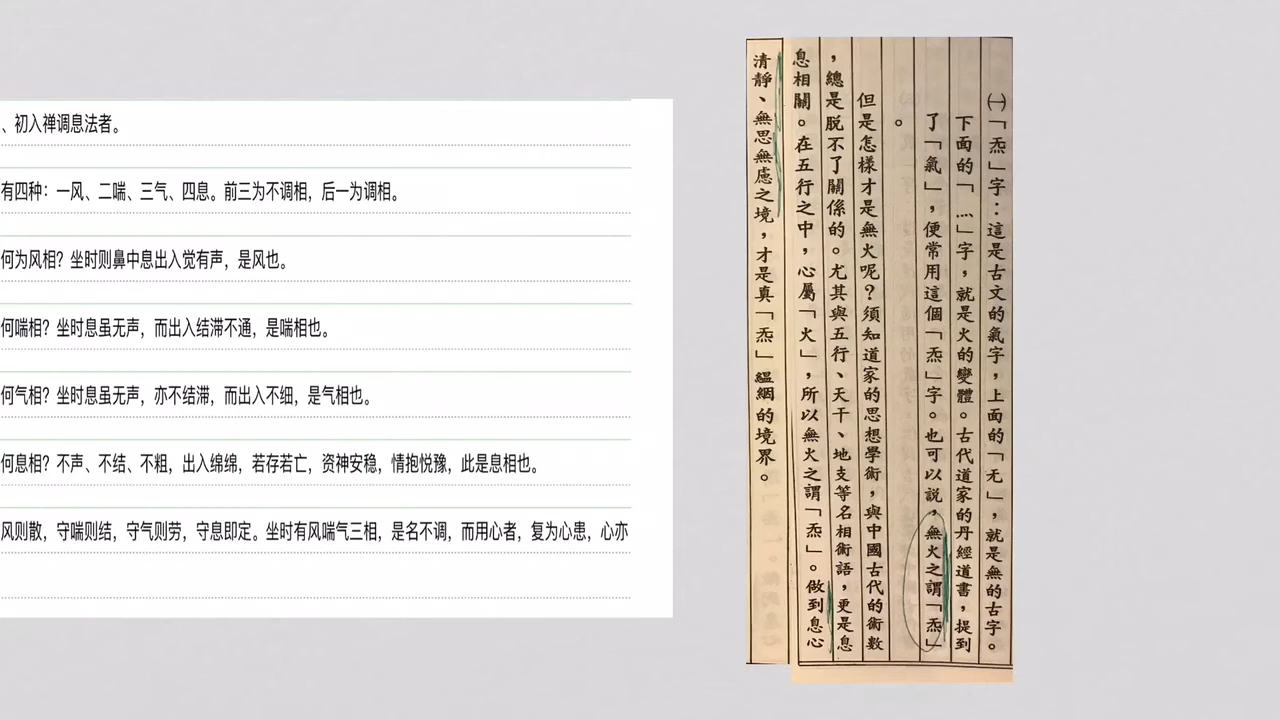 、初入禅调息法者。
有四种：一风、二喘、三气、四息。前三为不调相，后一为调相。
何为风相？坐时则鼻中息出入觉有声，是风也。
何喘相？坐时息虽无声，而出入结滞不通，是喘相也。
何气相？坐时息虽无声，亦不结滞，而出入不细，是气相也。
何息相？不声、不结、不粗，出入绵绵，若存若亡，资神安稳，情抱悦豫，此是息相也。
风则散，守喘则结，守气则劳，守息即定。坐时有风喘气三相，是名不调，而用心者，复为心患，心亦
㈠「炁」字：這是古文的氣字，上面的「无」，就是無的古字。
下面的「灬」字，就是火的變體。古代道家的丹經道書，提到
了「氣」，便常用這個「炁」字。也可以說，無火之謂「炁」
。
但是怎樣才是無火呢？須知道家的思想學術，與中國古代的術數
，總是脫不了關係的。尤其與五行、天干、地支等名相術語，更是息
息相關。在五行之中，心屬「火」，所以無火之謂「炁」。做到息心
清靜、無思無慮之境，才是真「炁」絪縕的境界。